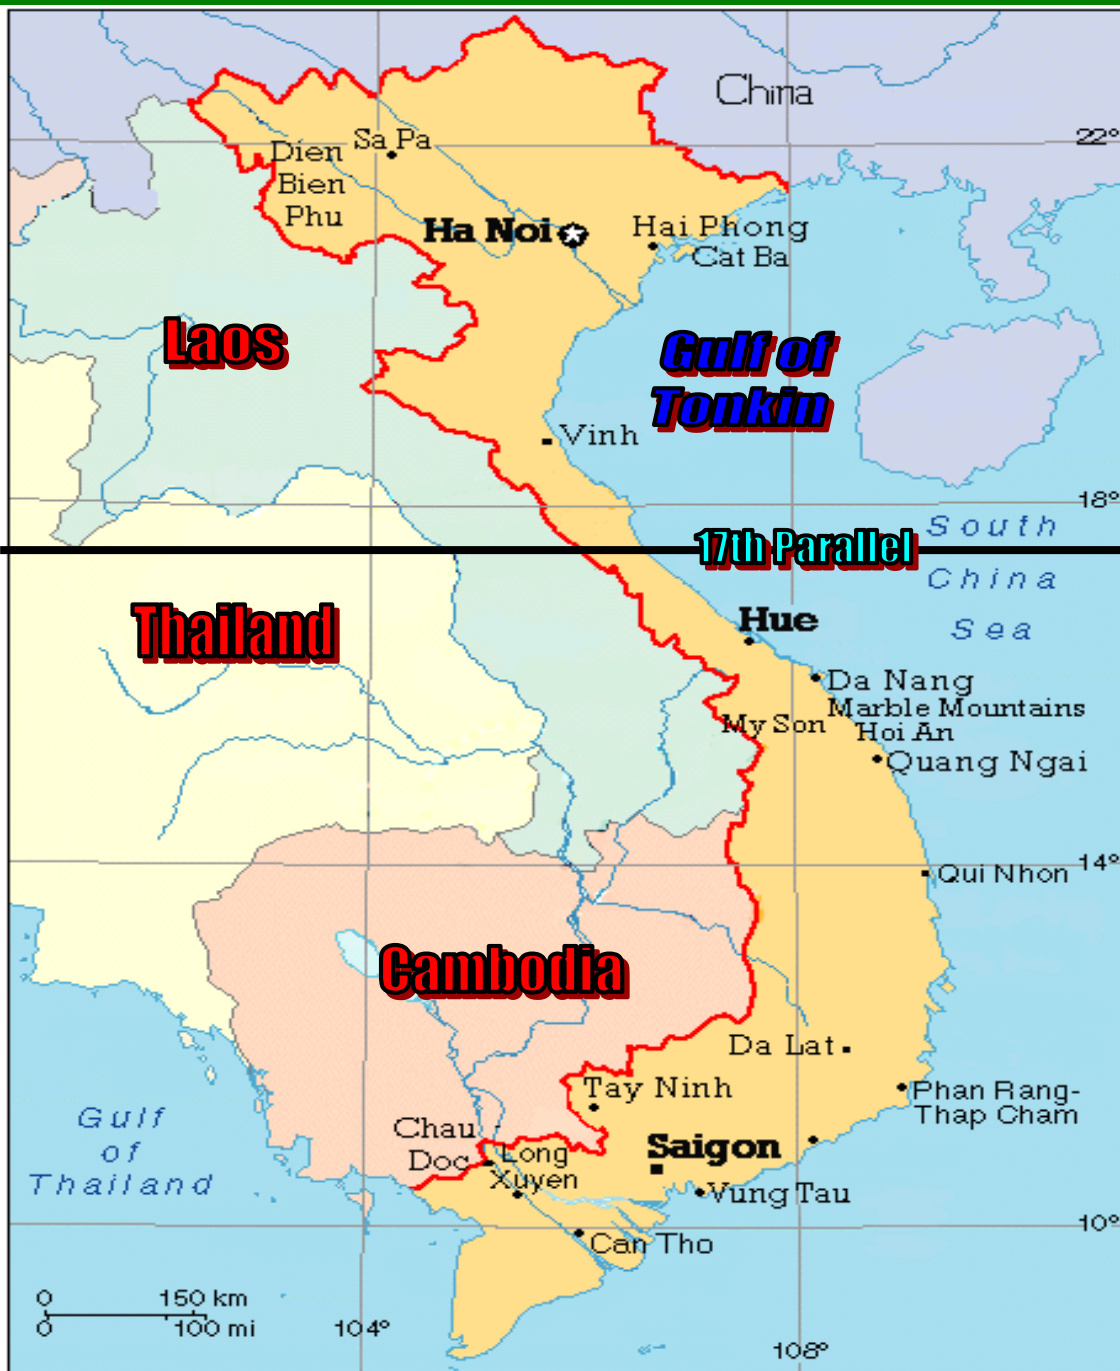 China
22°
Sa Pa
Dien
Bien
Phu
Ha Noi
Hai Phong
Cat Ba
Laos
Gulf of
Tonkin
Vinh
18°
South
China
Sea
17th Parallel
Thailand
Hue
Da Nang
Marble Mountains
Hoi An
My Son
Quang Ngai
14°
Qui Nhon
Cambodia
Da Lat
Tay Ninh
Phan Rang-
Thap Cham
Gulf
of
Thailand
Chau
Doc
Long
Xuyen
Saigon
Vung Tau
10°
Can Tho
0 150 km
0 100 mi
104°
108°